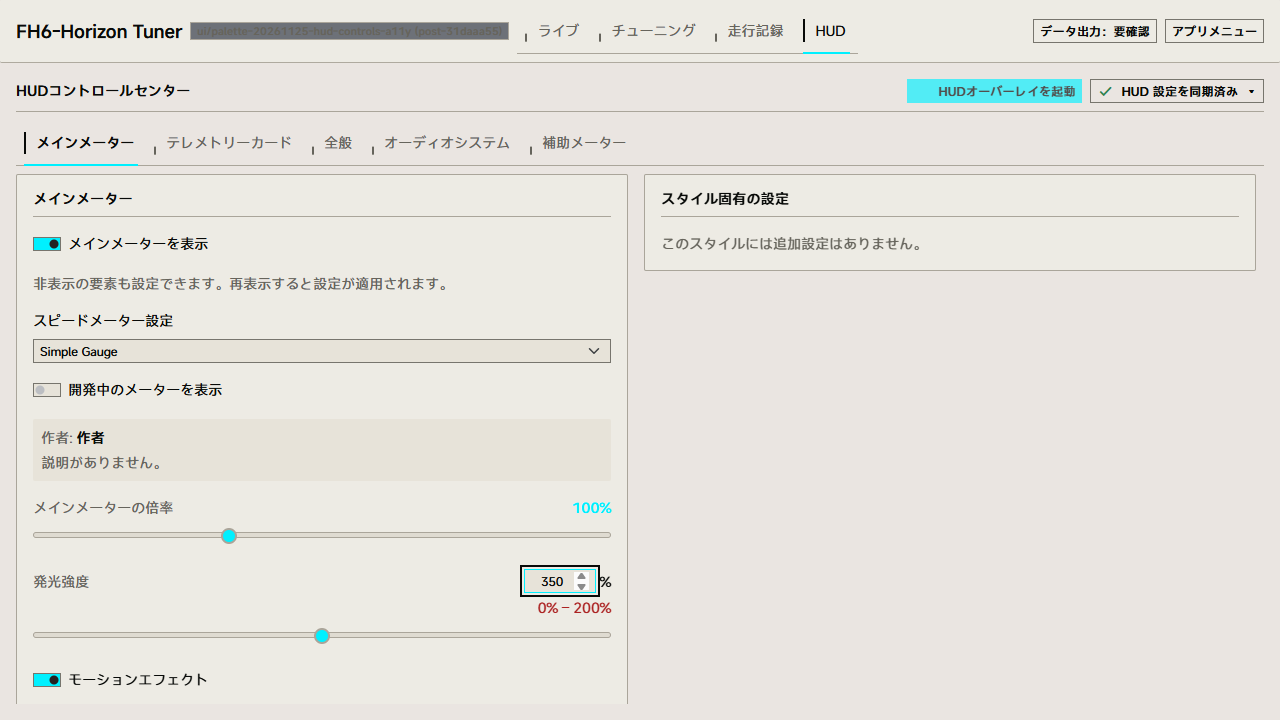 FH6-Horizon Tuner
ライブ
チューニング
走行記録
HUD
データ出力: 要確認
アプリメニュー
HUDコントロールセンター
HUDオーバーレイを起動
HUD 設定を同期済み
メインメーター
テレメトリーカード
全般
オーディオシステム
補助メーター
メインメーター
メインメーターを表示
非表示の要素も設定できます。再表示すると設定が適用されます。
スピードメーター設定
Simple Gauge
開発中のメーターを表示
作者: 作者
説明がありません。
メインメーターの倍率 100%
発光強度 350 %
0% – 200%
モーションエフェクト
スタイル固有の設定
このスタイルには追加設定はありません。